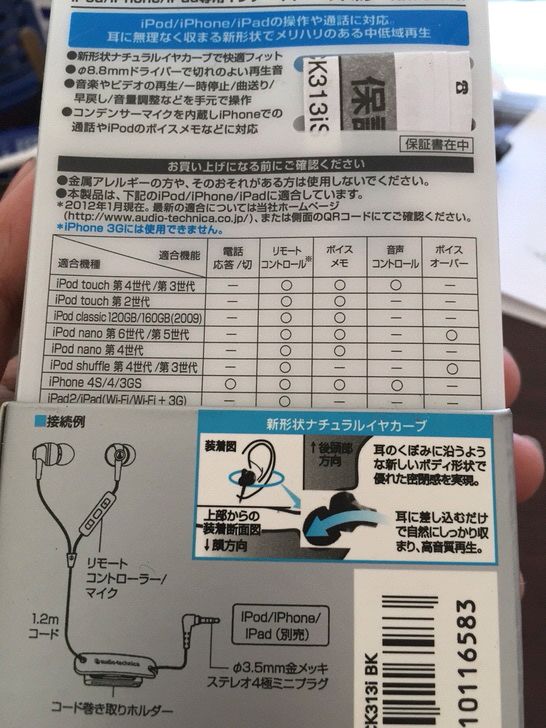 iPod/iPhone/iPadの操作や通話に対応。
耳に無理なく収まる新形状でメリハリのある中低域再生
●新形状ナチュラルイヤカーブで快適フィット
●φ8.8mmドライバーで切れのよい再生音
●音楽やビデオの再生/一時停止/曲送り/
早戻し/音量調整などを手元で操作
●コンデンサーマイクを内蔵しiPhoneでの
通話やiPodのボイスメモなどに対応
CK313iS
保証
保証書在中
お買い上げになる前にご確認ください
●金属アレルギーの方や、そのおそれがある方は使用しないでください。
●本製品は、下記のiPod/iPhone/iPadに適合しています。
*2012年1月現在。最新の適合については当社ホームページ
(http://www.audio-technica.co.jp/)、または側面のQRコードにてご確認ください。
*iPhone 3Gには使用できません。
適合機種 適合機能 電話応答/切 リモートコントロール※ ボイスメモ 音声コントロール ボイスオーバー
iPod touch 第4世代/第3世代 — ○ ○ ○ —
iPod touch 第2世代 — ○ ○ — —
iPod classic120GB/160GB(2009) — ○ ○ — —
iPod nano 第6世代/第5世代 — ○ ○ — ○
iPod nano 第4世代 — ○ ○ — —
iPod shuffle 第4世代/第3世代 — ○ — — ○
iPhone 4S/4/3GS ○ ○ ○ ○ —
iPad2/iPad(Wi-Fi/Wi-Fi + 3G) — ○ — — —
■接続例
新形状ナチュラルイヤカーブ
装着図
↑後頭部
方向
耳のくぼみに沿うよう
な新しいボディ形状で
優れた密閉感を実現。
上部からの
装着断面図
↓顔方向
耳に差し込むだけ
で自然にしっかり収
まり、高音質再生。
リモート
コントローラー/
マイク
1.2m
コード
iPod/iPhone/
iPad(別売)
audio-technica
φ3.5mm金メッキ
ステレオ4極ミニプラグ
コード巻き取りホルダー
CK313i BK
10116583